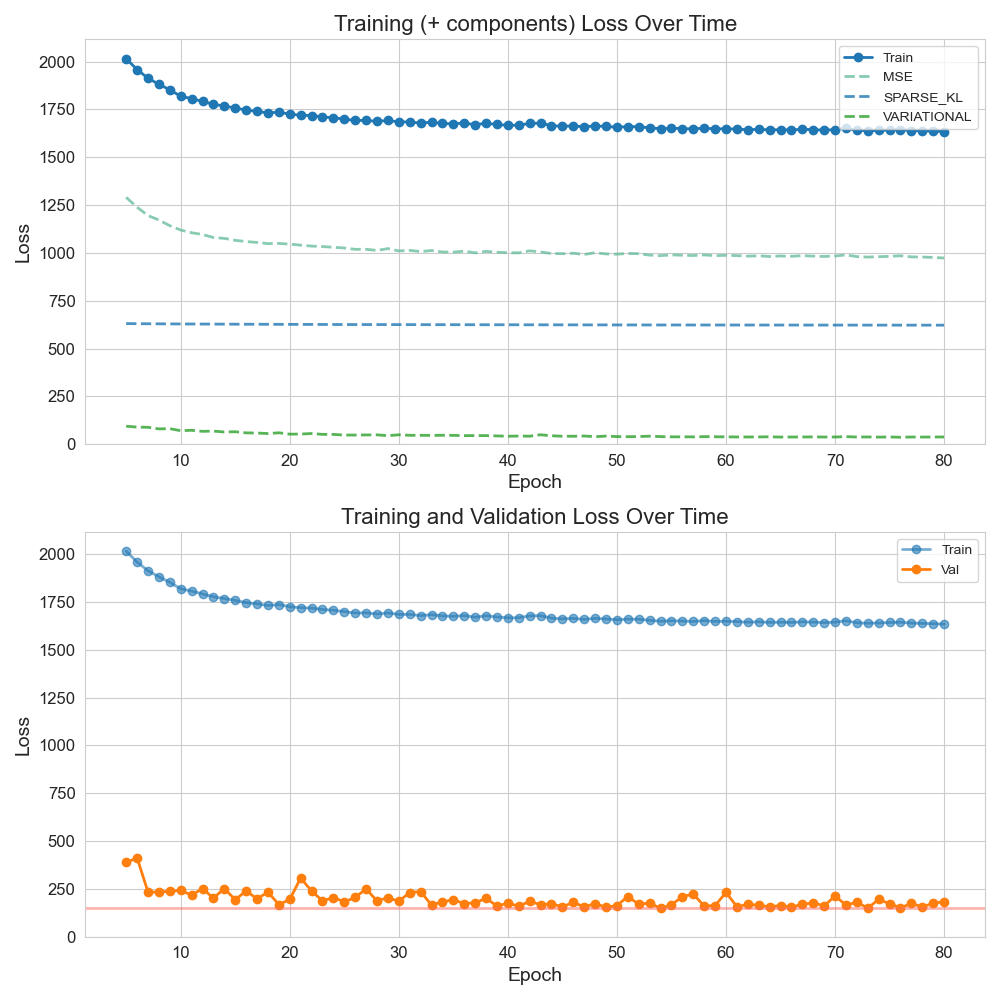 Training (+ components) Loss Over Time
2000
1750
1500
1250
1000
750
500
250
0
Loss
Train
MSE
SPARSE_KL
VARIATIONAL
10 20 30 40 50 60 70 80
Epoch
Training and Validation Loss Over Time
2000
1750
1500
1250
1000
750
500
250
0
Loss
Train
Val
10 20 30 40 50 60 70 80
Epoch